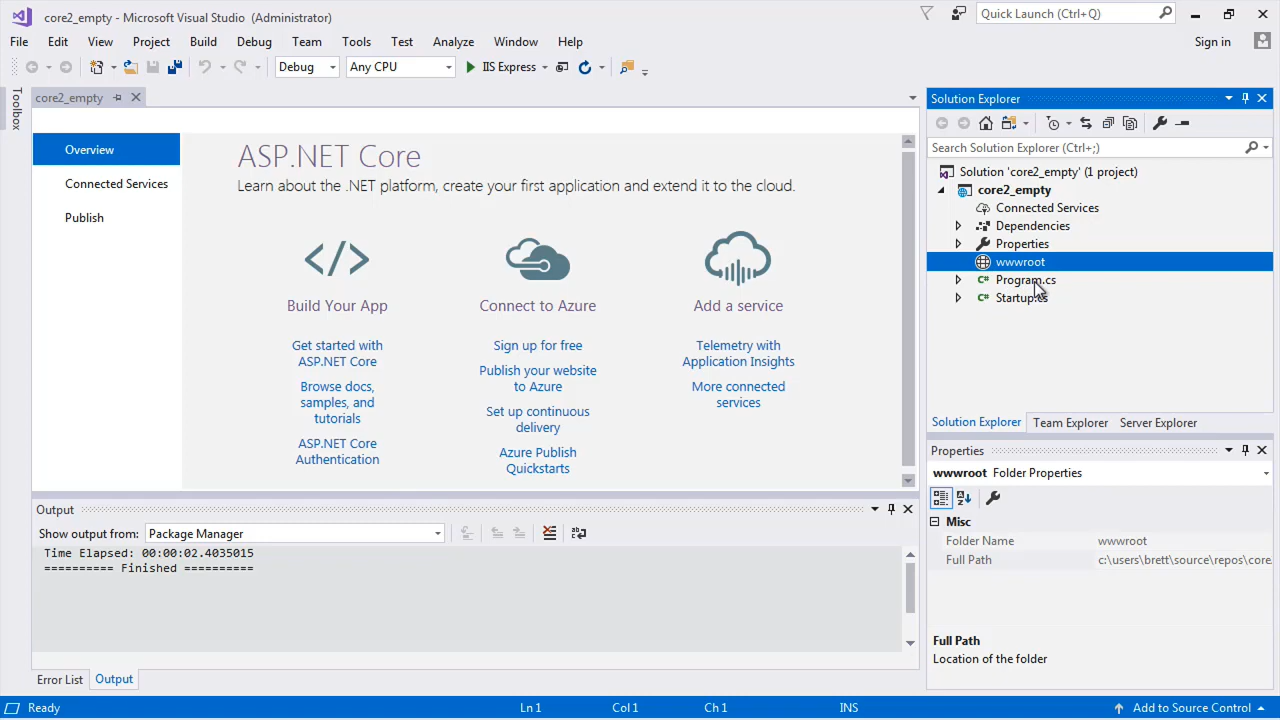 core2_empty - Microsoft Visual Studio (Administrator)
Quick Launch (Ctrl+Q)
File Edit View Project Build Debug Team Tools Test Analyze Window Help
Sign in
Debug Any CPU IIS Express
Toolbox
core2_empty
Overview
Connected Services
Publish
ASP.NET Core
Learn about the .NET platform, create your first application and extend it to the cloud.
Build Your App
Get started with
ASP.NET Core
Browse docs,
samples, and
tutorials
ASP.NET Core
Authentication
Connect to Azure
Sign up for free
Publish your website
to Azure
Set up continuous
delivery
Azure Publish
Quickstarts
Add a service
Telemetry with
Application Insights
More connected
services
Output
Show output from: Package Manager
Time Elapsed: 00:00:02.4035015
========== Finished ==========
Error List Output
Solution Explorer
Search Solution Explorer (Ctrl+;)
Solution 'core2_empty' (1 project)
core2_empty
Connected Services
Dependencies
Properties
wwwroot
C# Program.cs
C# Startup.cs
Solution Explorer Team Explorer Server Explorer
Properties
wwwroot Folder Properties
Misc
Folder Name wwwroot
Full Path c:\users\brett\source\repos\core
Full Path
Location of the folder
Ready Ln 1 Col 1 Ch 1 INS Add to Source Control